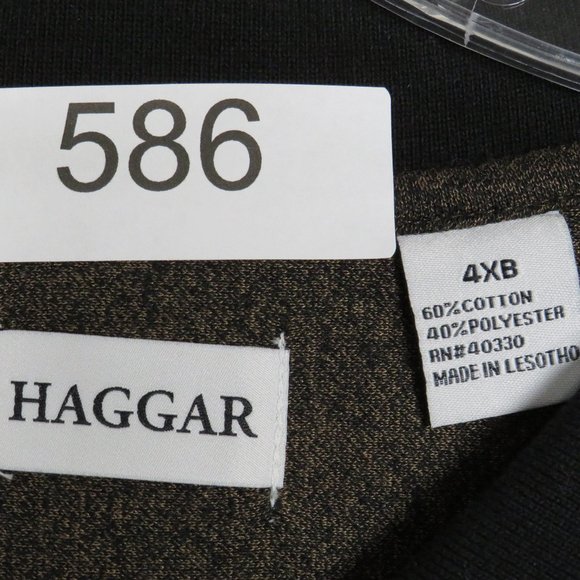 586
4XB
60%COTTON
40%POLYESTER
RN#40330
MADE IN LESOTHO
HAGGAR